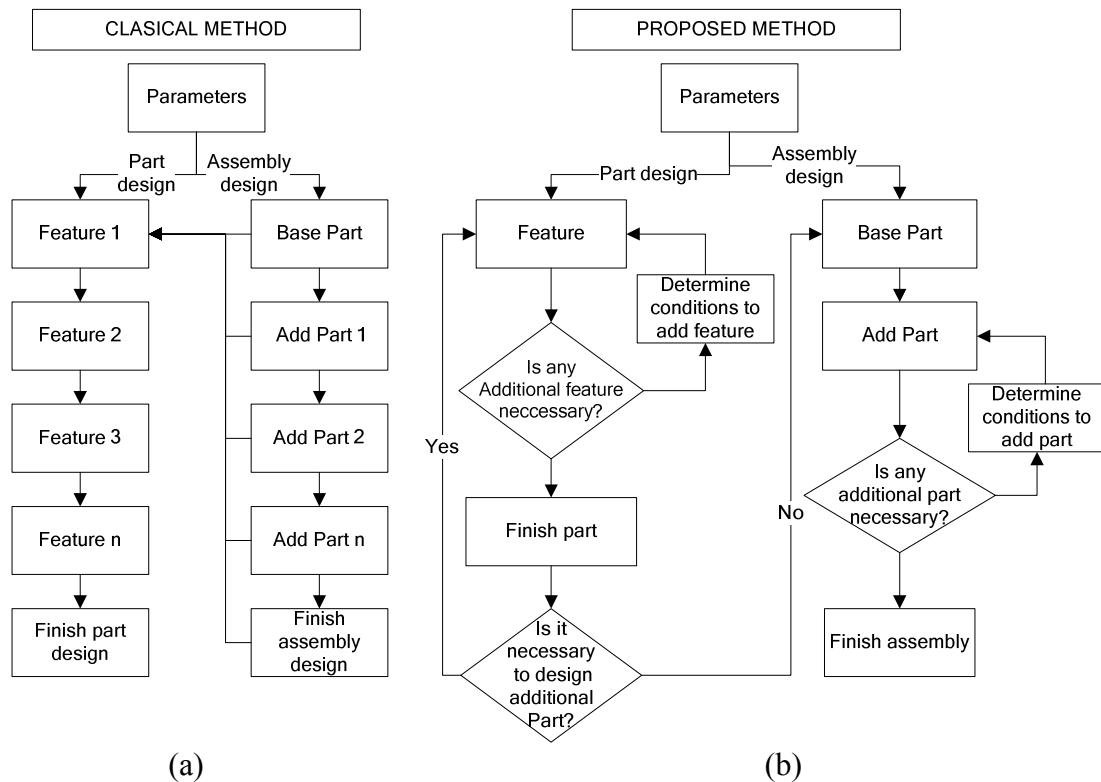 CLASICAL METHOD
Parameters
Part
design
Assembly
design
Feature 1
Base Part
Feature 2
Add Part 1
Feature 3
Add Part 2
Feature n
Add Part n
Finish part
design
Finish
assembly
design
(a)
PROPOSED METHOD
Parameters
Part design
Assembly
design
Feature
Base Part
Determine
conditions to
add feature
Add Part
Is any
Additional feature
neccessary?
Determine
conditions to
add part
Yes
Is any
additional part
necessary?
No
Finish part
Is it
necessary
to design
additional
Part?
Finish assembly
(b)